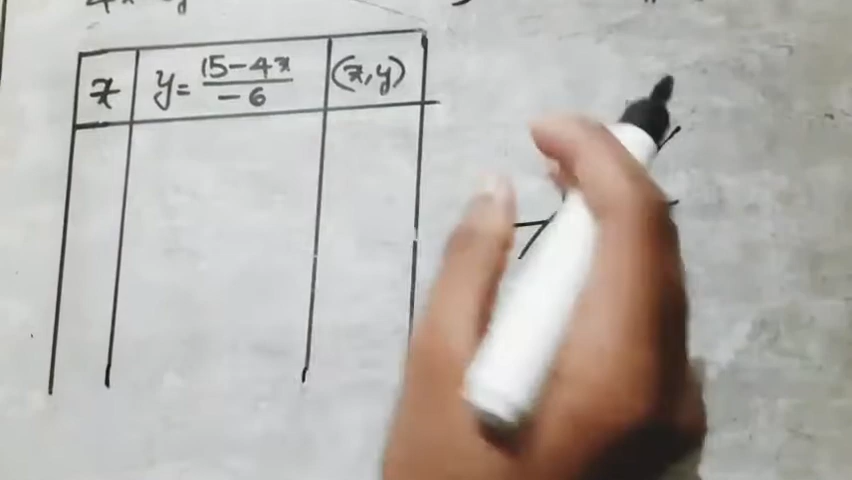 x y = 15-4x / -6 (x,y)